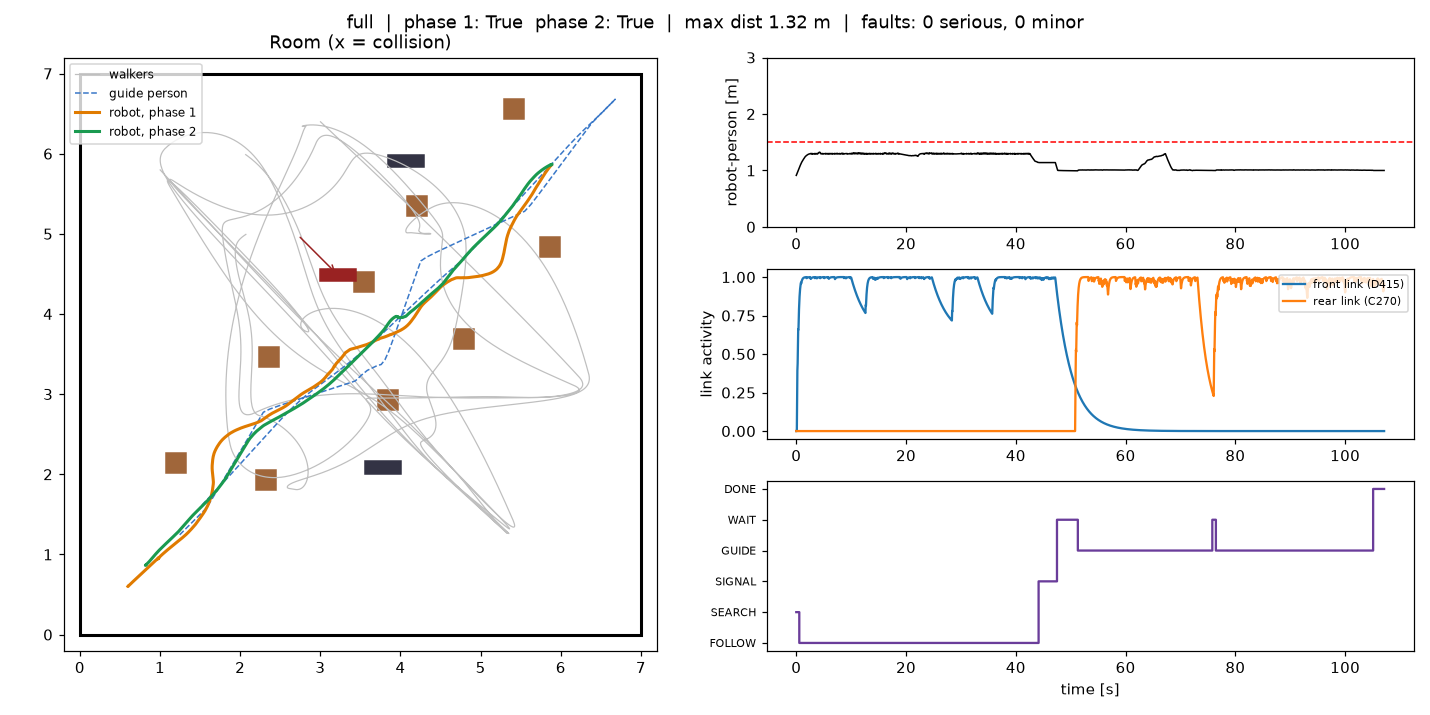 full  |  phase 1: True  phase 2: True  |  max dist 1.32 m  |  faults: 0 serious, 0 minor
Room (x = collision)
walkers
guide person
robot, phase 1
robot, phase 2
7
6
5
4
3
2
1
0
0 1 2 3 4 5 6 7
robot-person [m]
3
2
1
0
0 20 40 60 80 100
link activity
1.00
0.75
0.50
0.25
0.00
front link (D415)
rear link (C270)
0 20 40 60 80 100
DONE
WAIT
GUIDE
SIGNAL
SEARCH
FOLLOW
0 20 40 60 80 100
time [s]